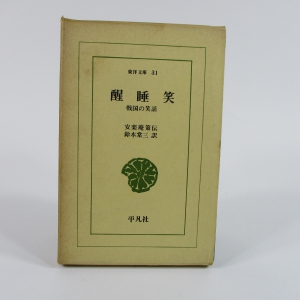 東洋文庫 31
醒睡笑
戦国の笑話
安楽庵策伝
鈴木棠三 訳
平凡社